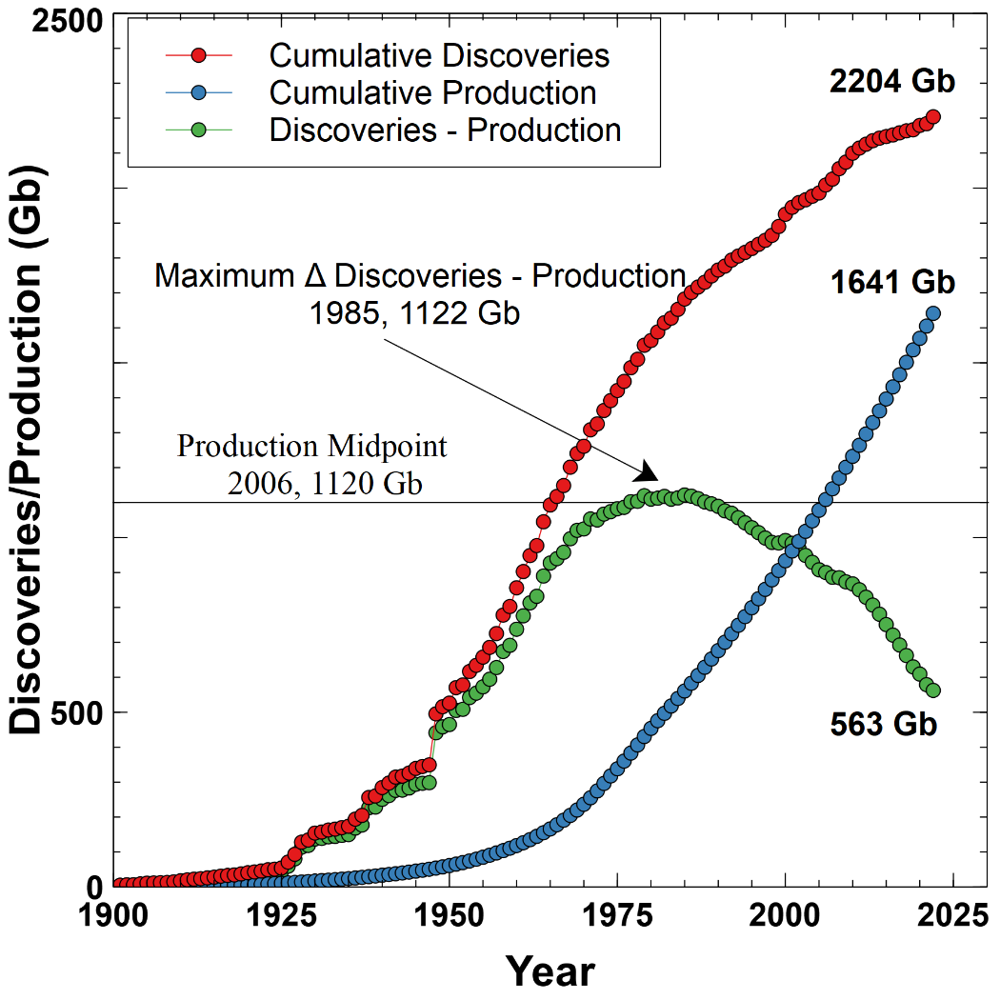 2500
Cumulative Discoveries
Cumulative Production
Discoveries - Production
2204 Gb
Maximum Δ Discoveries - Production
1985, 1122 Gb
1641 Gb
Production Midpoint
2006, 1120 Gb
Discoveries/Production (Gb)
500
563 Gb
0
1900 1925 1950 1975 2000 2025
Year